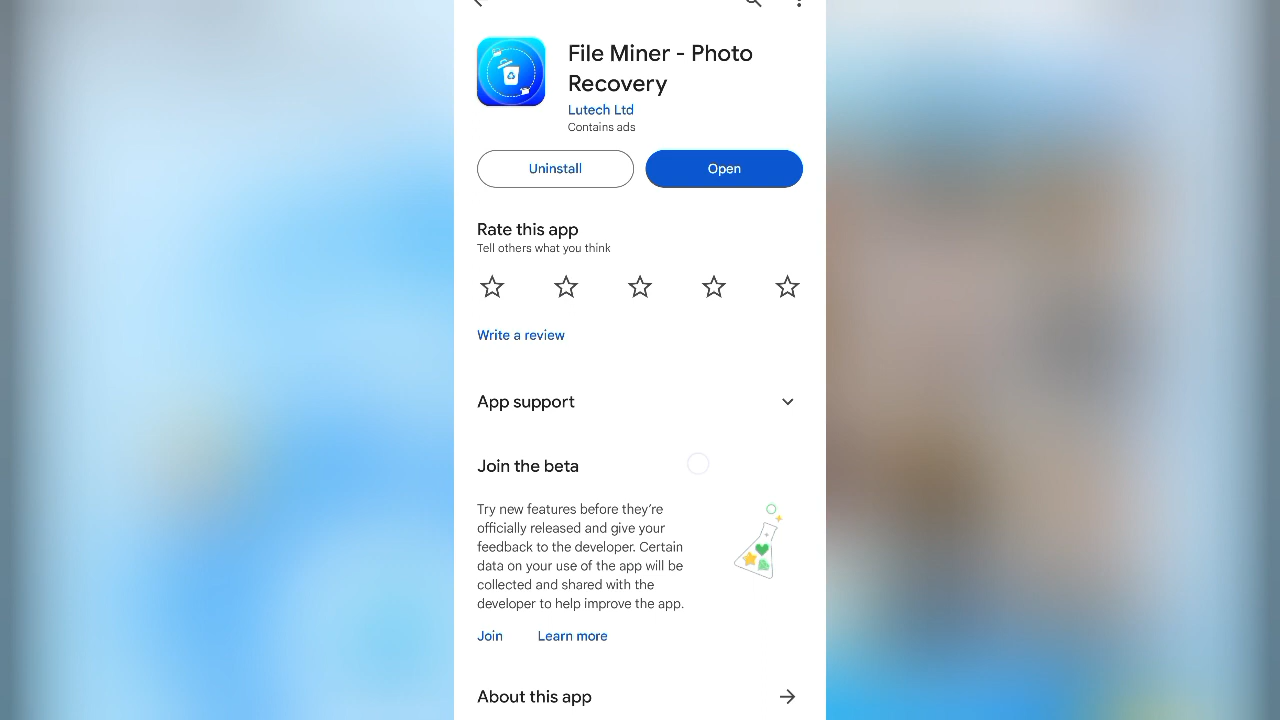 File Miner - Photo
Recovery
Lutech Ltd
Contains ads
Uninstall
Open
Rate this app
Tell others what you think
Write a review
App support
Join the beta
Try new features before they're
officially released and give your
feedback to the developer. Certain
data on your use of the app will be
collected and shared with the
developer to help improve the app.
Join
Learn more
About this app